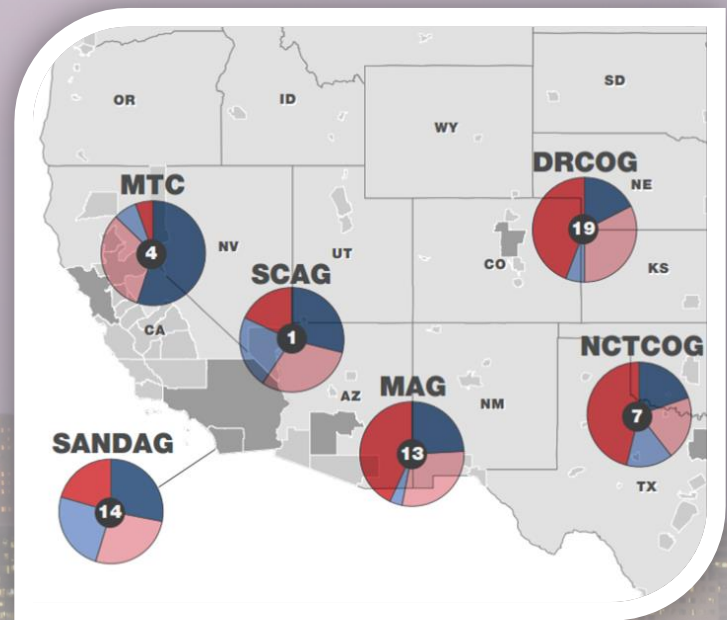 OR
ID
SD
WY
DRCOG
MTC
NE
19
NV
4
SCAG
UT
CO
KS
1
CA
NCTCOG
MAG
AZ
NM
7
SANDAG
13
TX
14